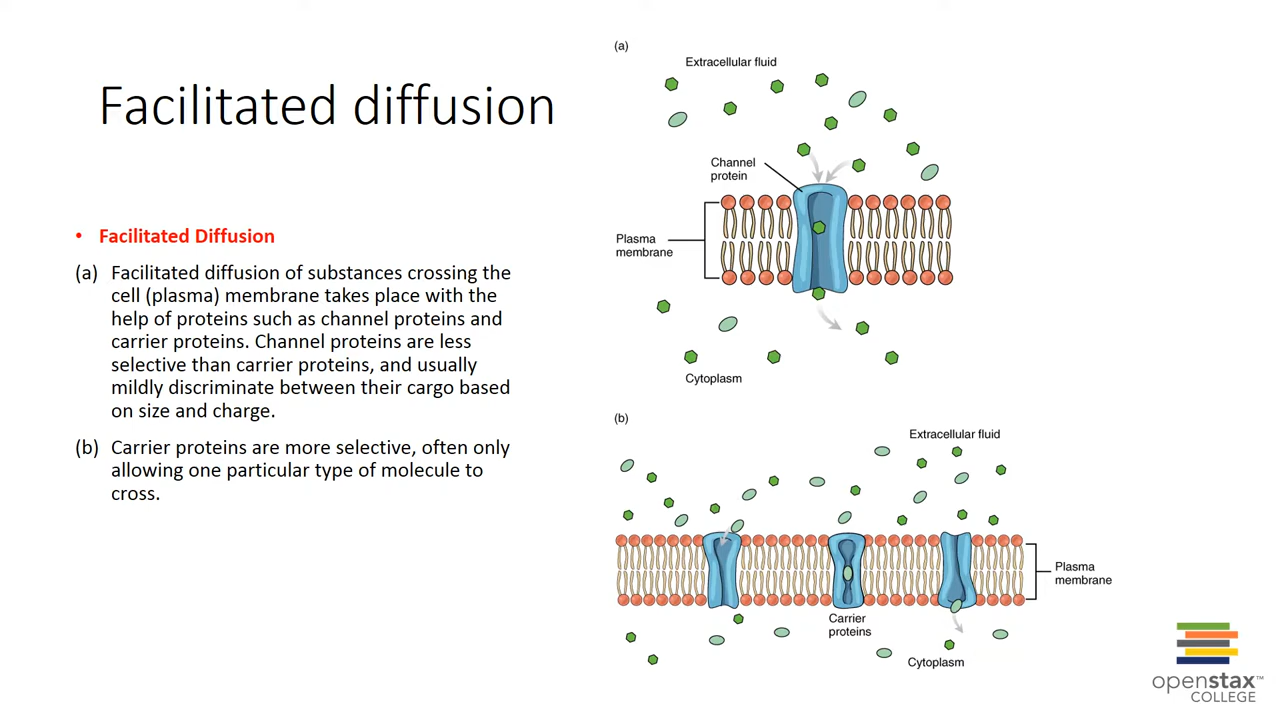 Facilitated diffusion
• Facilitated Diffusion
(a) Facilitated diffusion of substances crossing the
cell (plasma) membrane takes place with the
help of proteins such as channel proteins and
carrier proteins. Channel proteins are less
selective than carrier proteins, and usually
mildly discriminate between their cargo based
on size and charge.
(b) Carrier proteins are more selective, often only
allowing one particular type of molecule to
cross.
(a)
Extracellular fluid
Channel
protein
Plasma
membrane
Cytoplasm
(b)
Extracellular fluid
Plasma
membrane
Carrier
proteins
Cytoplasm
openstax™
COLLEGE